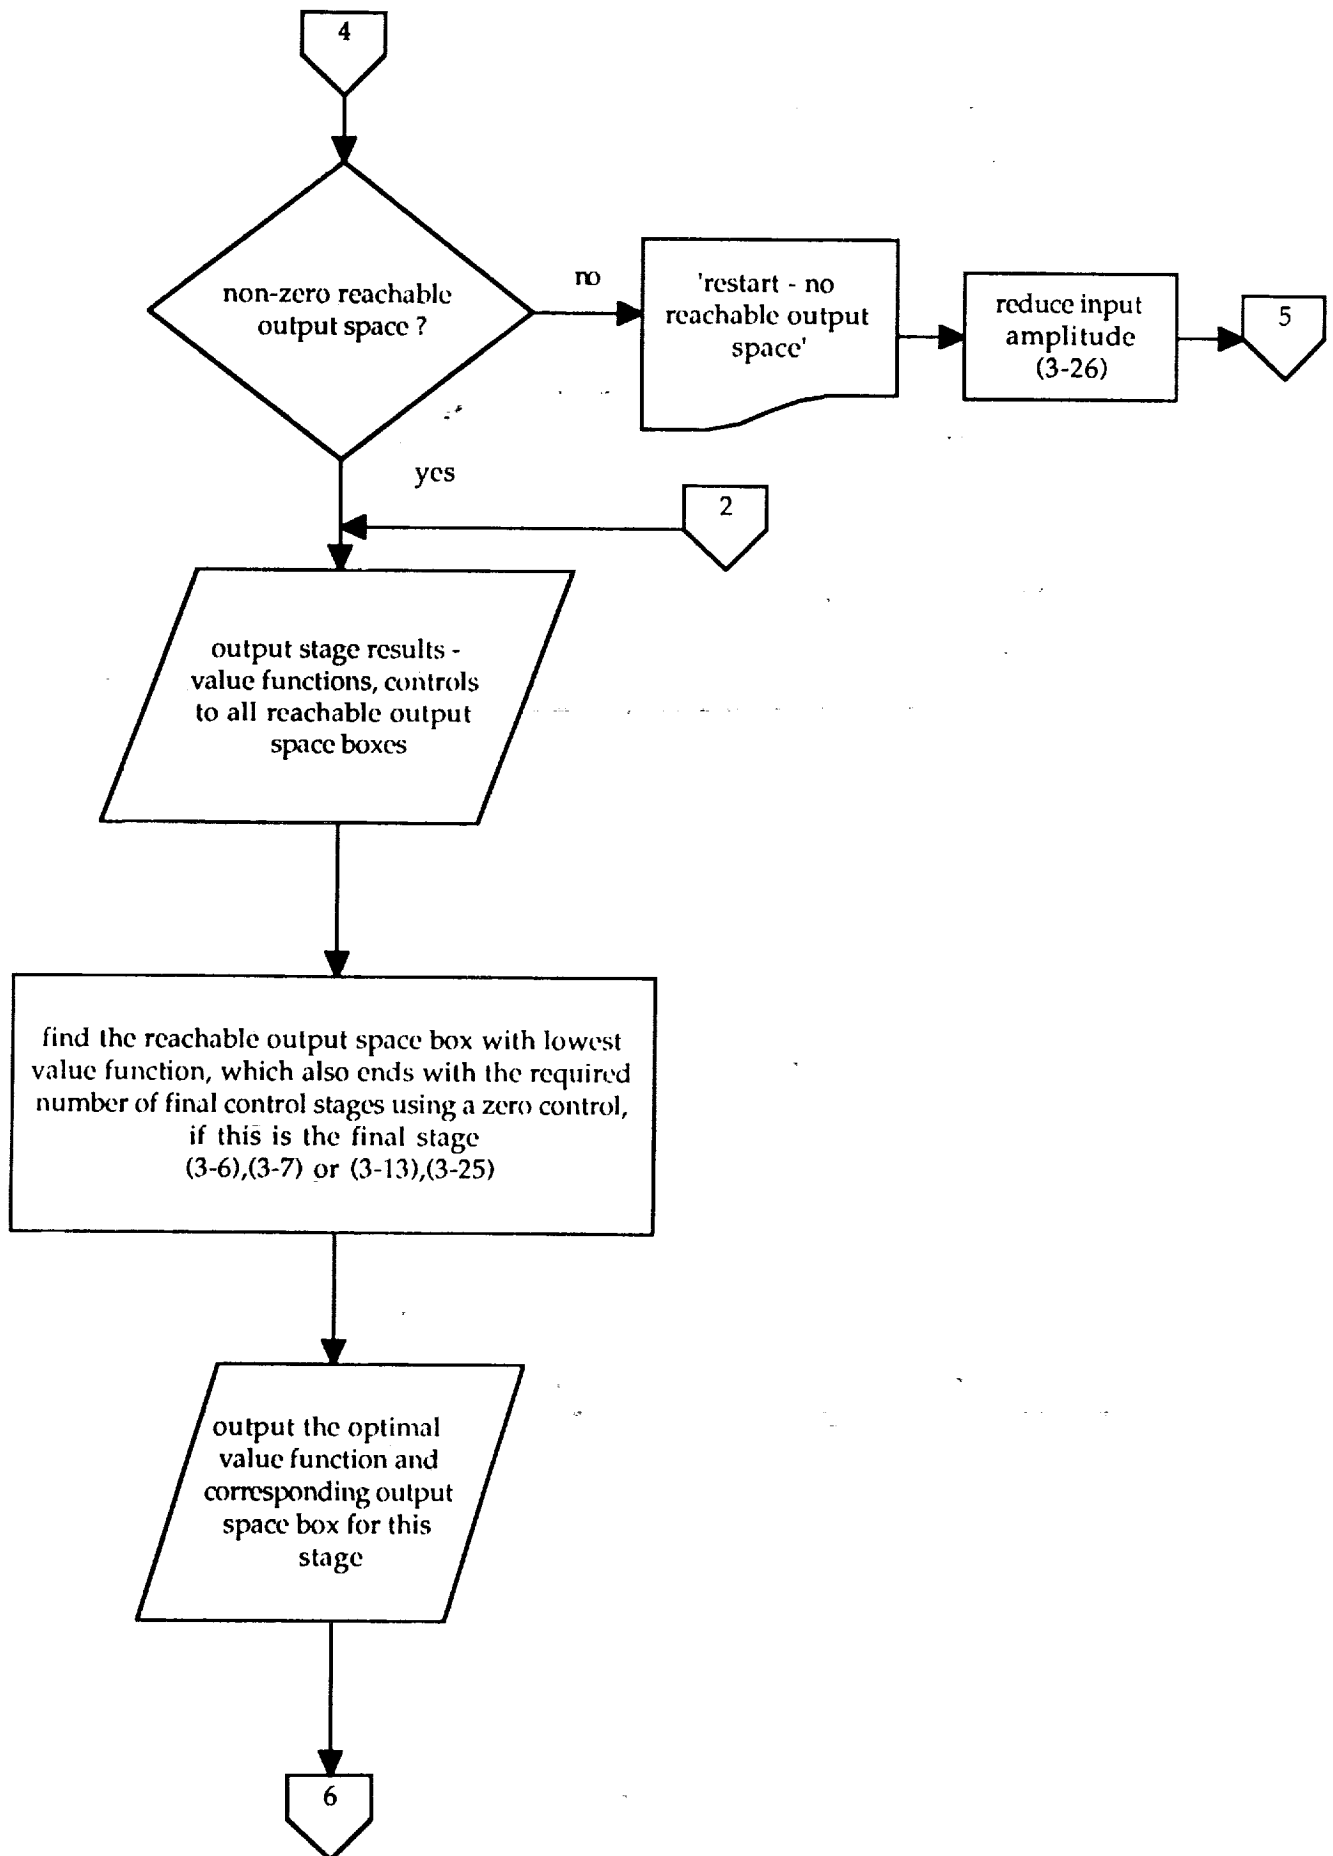 4
non-zero reachable
output space ?
no
'restart - no
reachable output
space'
reduce input
amplitude
(3-26)
5
yes
2
output stage results -
value functions, controls
to all reachable output
space boxes
find the reachable output space box with lowest
value function, which also ends with the required
number of final control stages using a zero control,
if this is the final stage
(3-6),(3-7) or (3-13),(3-25)
output the optimal
value function and
corresponding output
space box for this
stage
6